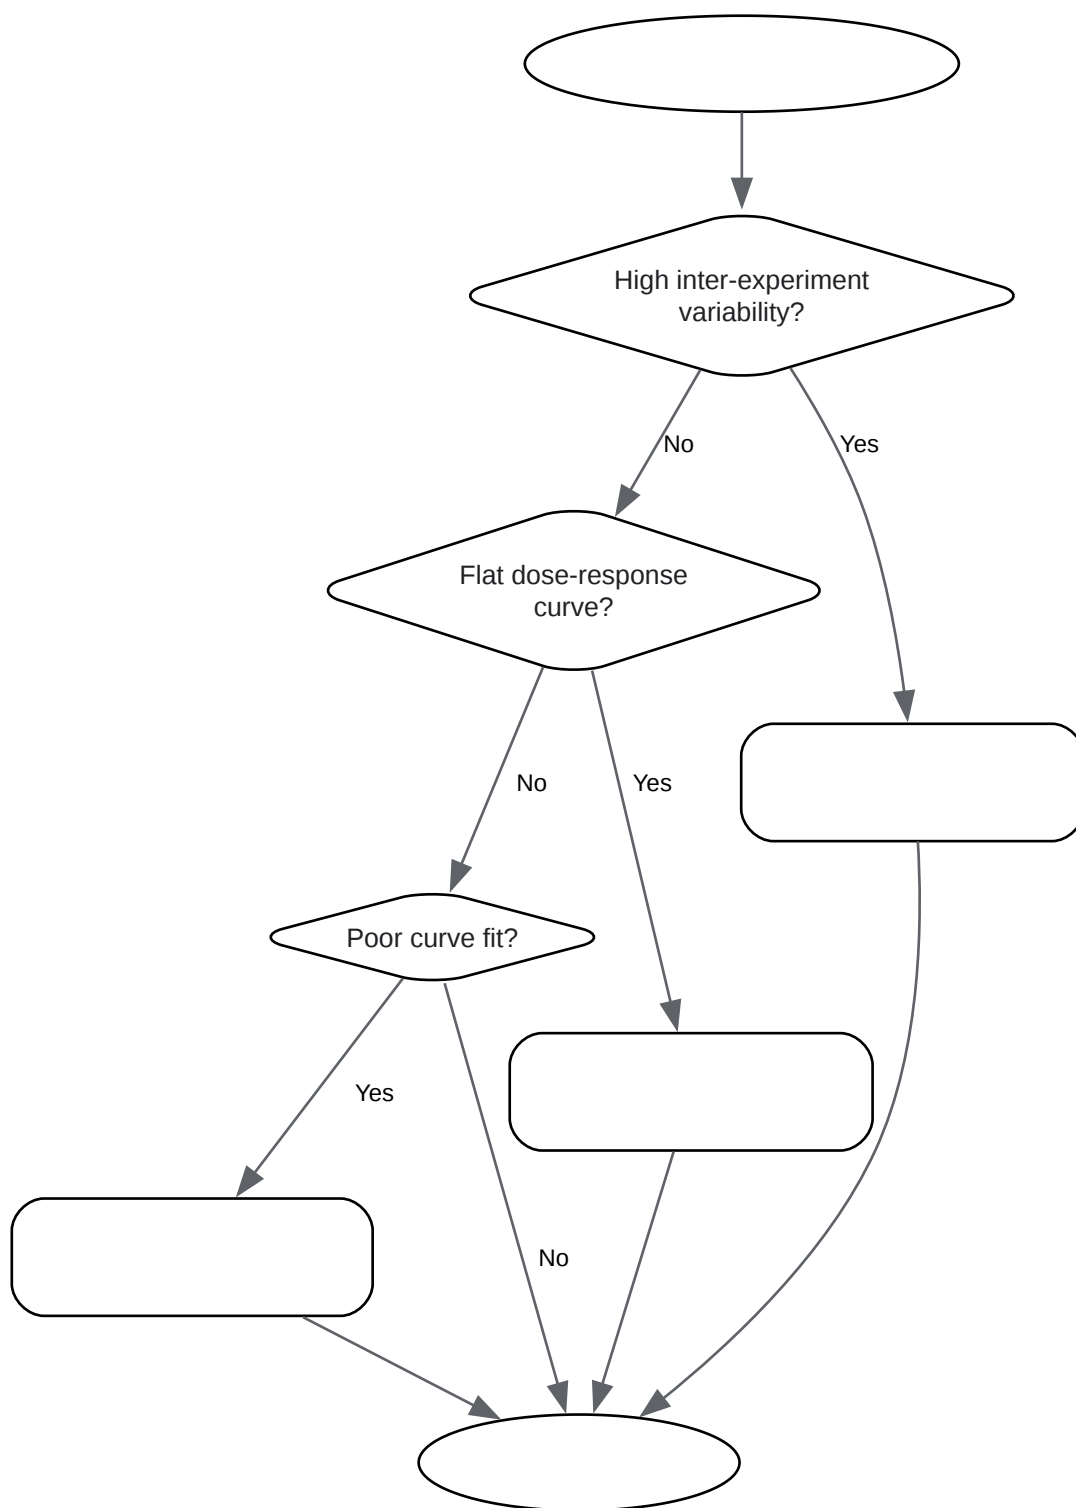 High inter-experiment
variability?
No
Yes
Flat dose-response
curve?
No
Yes
Poor curve fit?
Yes
No